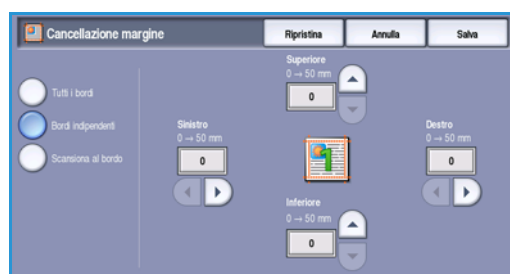 Cancellazione margine
Ripristina
Annulla
Salva
Tutti i bordi
Bordi indipendenti
Scansiona al bordo
Superiore
0 → 50 mm
0
Sinistro
0 → 50 mm
0
Destro
0 → 50 mm
0
1
Inferiore
0 → 50 mm
0